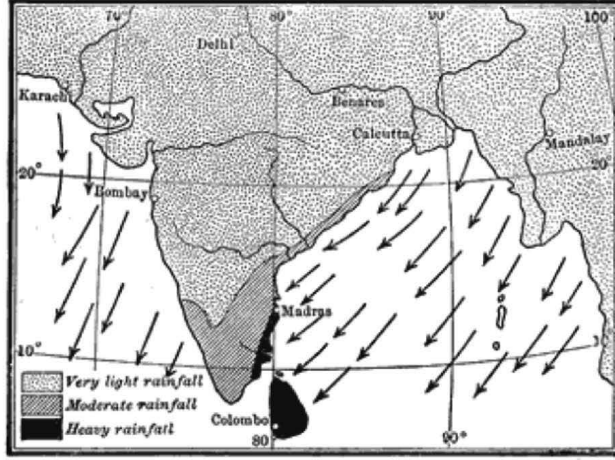 70 80° 90 100
Delhi
Karachi
Benares
Calcutta
Mandalay
20° 20
Bombay
Madras
10°
Very light rainfall
Moderate rainfall
Heavy rainfall
Colombo
80 90°